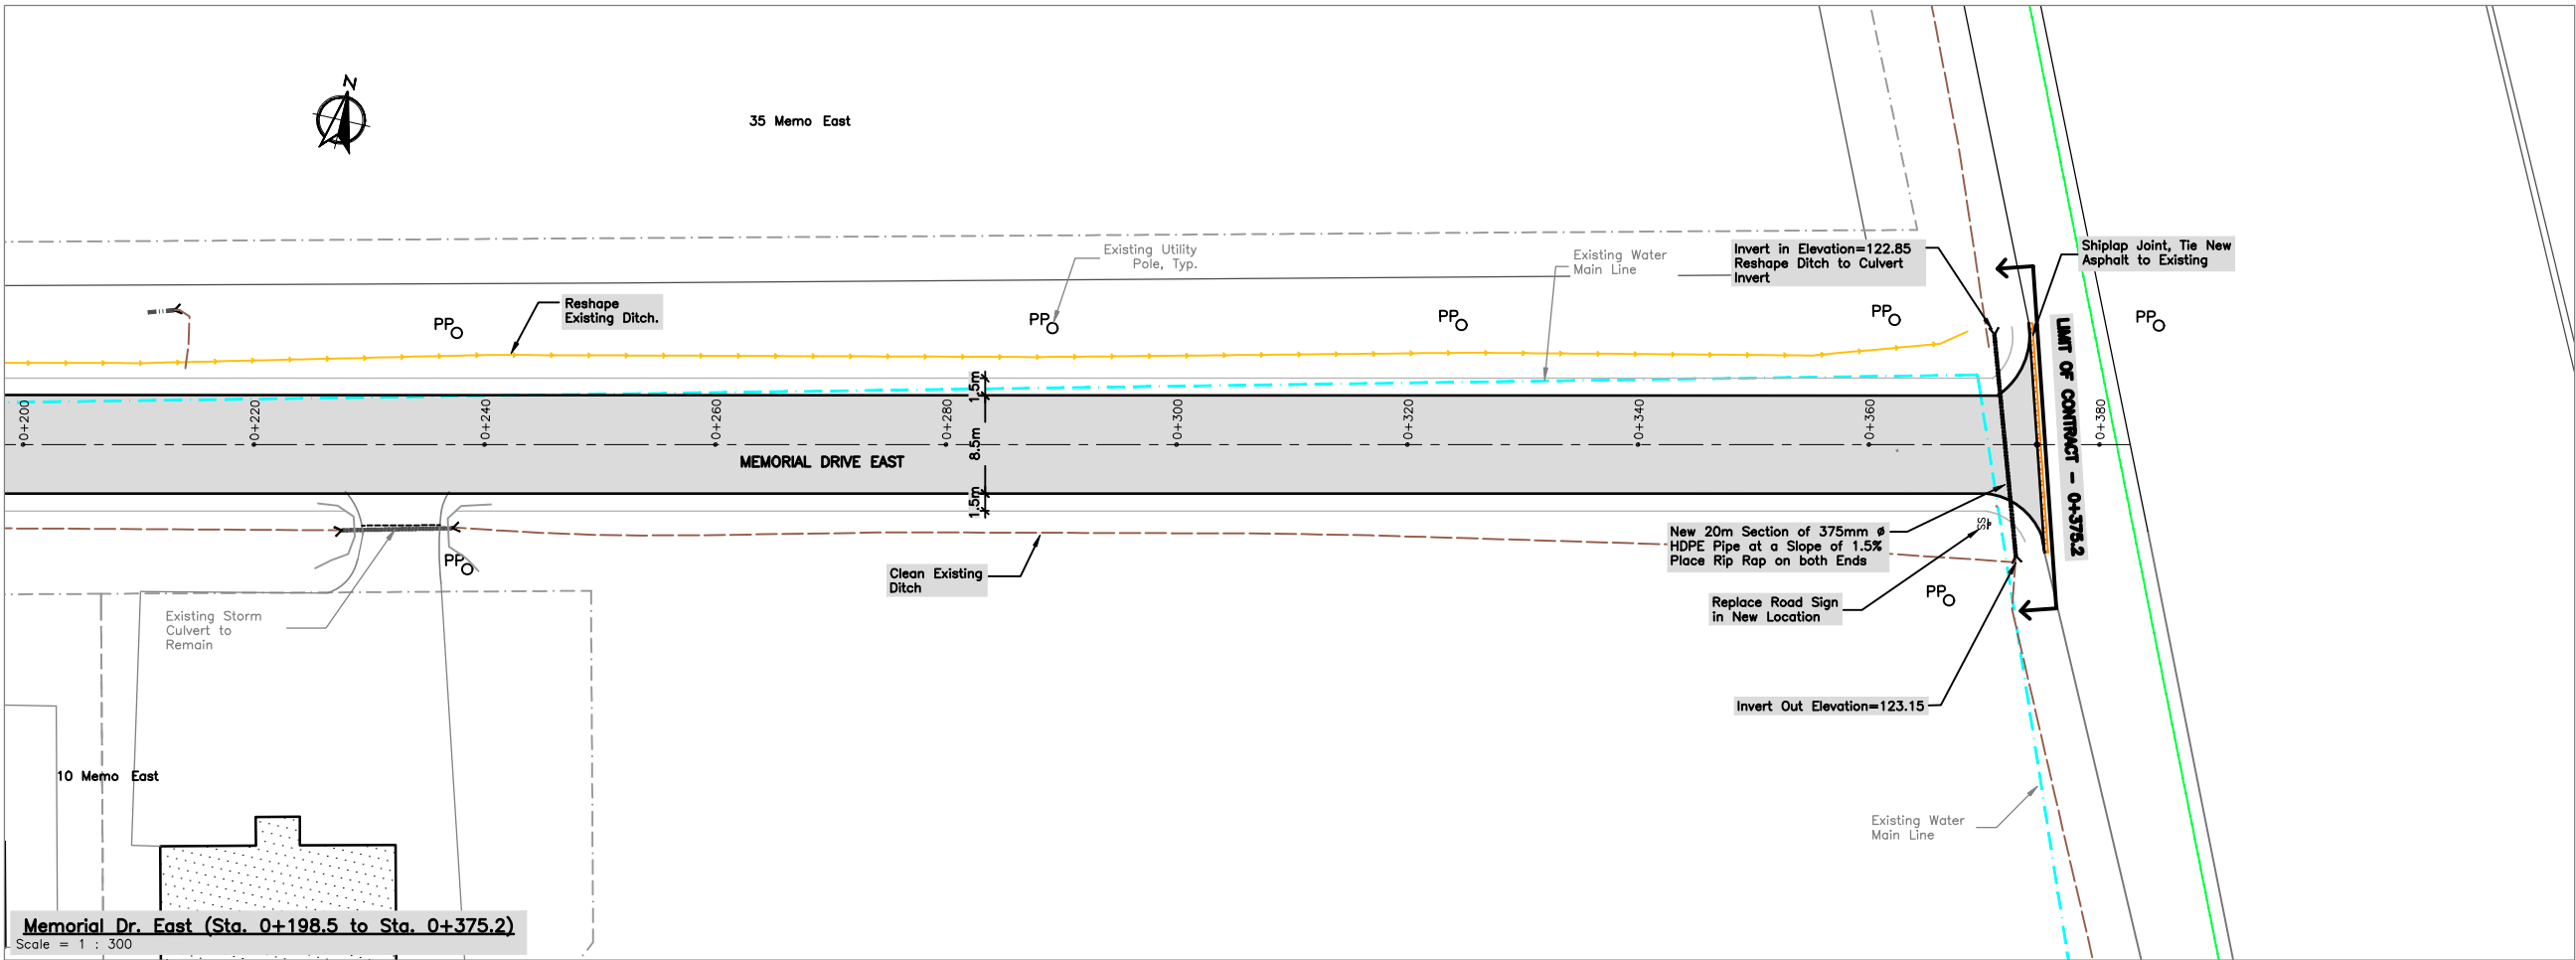 N
35 Memo East
Existing Utility
Pole, Typ.
Existing Water
Main Line
Invert in Elevation=122.85
Reshape Ditch to Culvert
Invert
Shiplap Joint, Tie New
Asphalt to Existing
Reshape
Existing Ditch.
PP
PP
PP
PP
PP
LIMIT OF CONTRACT - 0+375.2
1.5m
8.5m
1.5m
0+200
0+220
0+240
0+260
0+280
0+300
0+320
0+340
0+360
0+380
MEMORIAL DRIVE EAST
New 20m Section of 375mm ø
HDPE Pipe at a Slope of 1.5%
Place Rip Rap on both Ends
SS
PP
Clean Existing
Ditch
PP
Replace Road Sign
in New Location
Existing Storm
Culvert to
Remain
Invert Out Elevation=123.15
10 Memo East
Existing Water
Main Line
Memorial Dr. East (Sta. 0+198.5 to Sta. 0+375.2)
Scale = 1 : 300